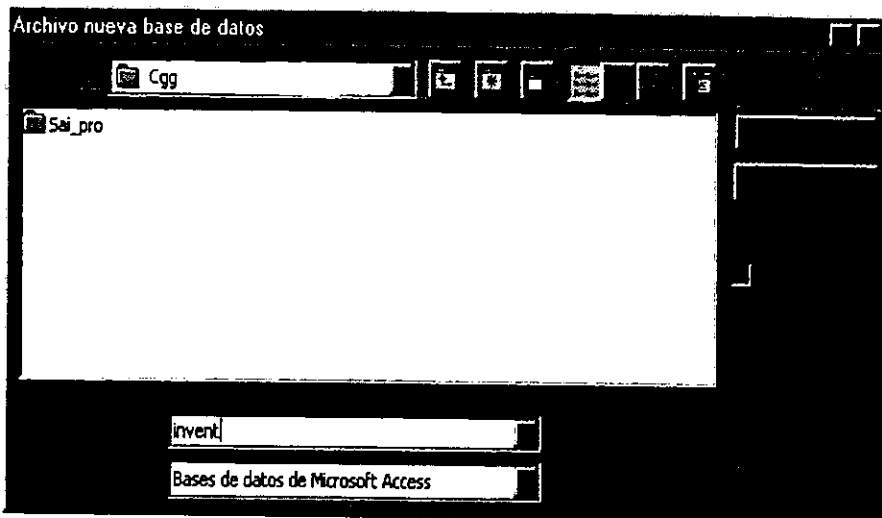 Archivo nueva base de datos
Cgg
Sai_pro
invent
Bases de datos de Microsoft Access